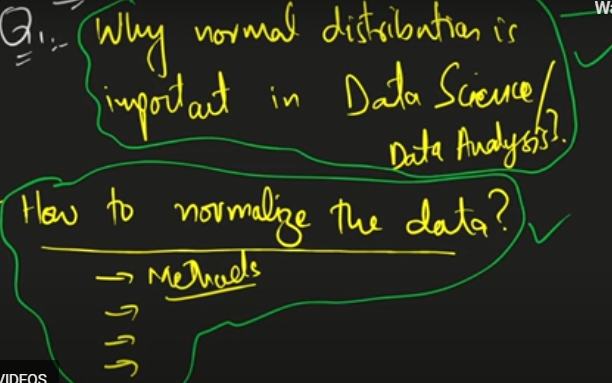 Q1.. Why normal distribution is
important in Data Science/
Data Analysis?
How to normalize the data?
→ Methods
→
→
→
VIDEOS